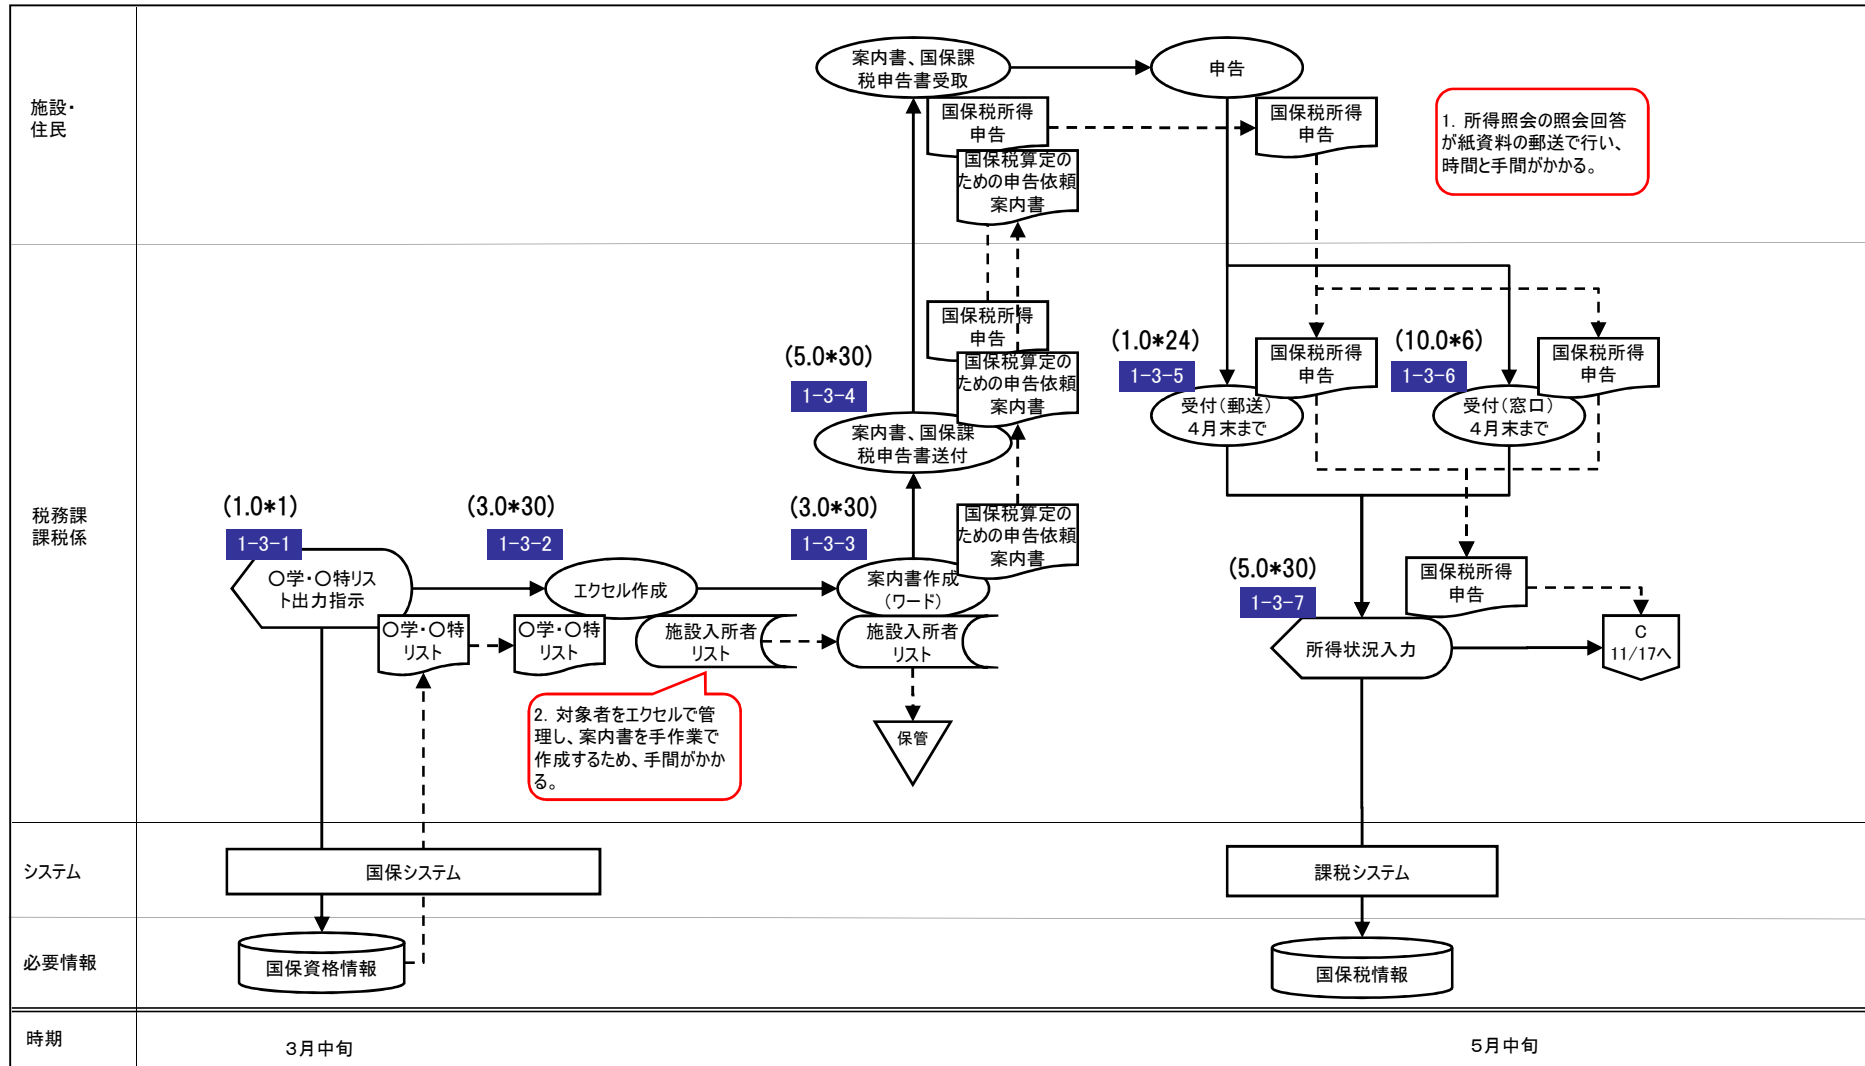 施設・
住民
案内書、国保課
税申告書受取
申告
国保税所得
申告
国保税算定の
ための申告依頼
案内書
国保税所得
申告
1. 所得照会の照会回答
が紙資料の郵送で行い、
時間と手間がかかる。
税務課
課税係
国保税所得
申告
国保税算定の
ための申告依頼
案内書
(5.0*30)
1-3-4
案内書、国保課
税申告書送付
(1.0*24)
1-3-5
国保税所得
申告
受付(郵送)
4月末まで
(10.0*6)
1-3-6
国保税所得
申告
受付(窓口)
4月末まで
(1.0*1)
1-3-1
〇学・〇特リス
ト出力指示
〇学・〇特
リスト
(3.0*30)
1-3-2
エクセル作成
〇学・〇特
リスト
施設入所者
リスト
(3.0*30)
1-3-3
国保税算定の
ための申告依頼
案内書
案内書作成
(ワード)
施設入所者
リスト
保管
2. 対象者をエクセルで管
理し、案内書を手作業で
作成するため、手間がかか
る。
(5.0*30)
1-3-7
国保税所得
申告
所得状況入力
C
11/17へ
システム
国保システム
課税システム
必要情報
国保資格情報
国保税情報
時期
3月中旬
5月中旬